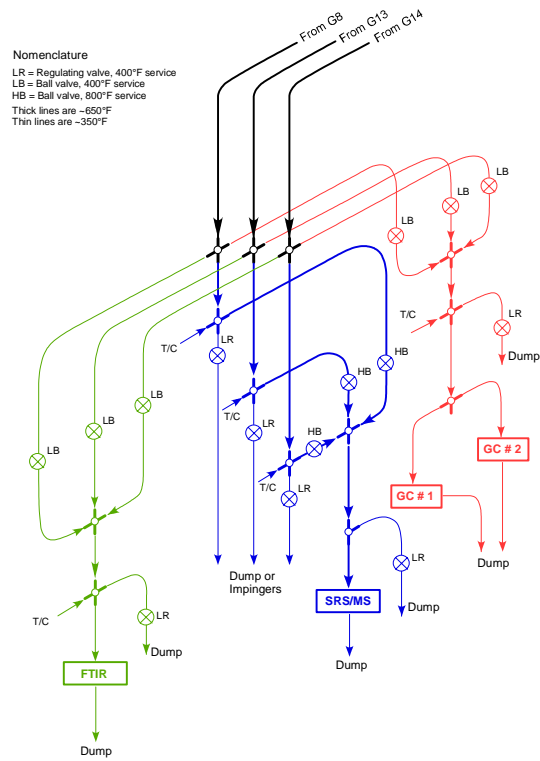 From G8
From G13
From G14
Nomenclature
LR = Regulating valve, 400°F service
LB = Ball valve, 400°F service
HB = Ball valve, 800°F service
Thick lines are ~650°F
Thin lines are ~350°F
LB
LB
LB
T/C
LR
Dump
T/C
LR
HB
HB
T/C
LR
HB
T/C
LR
LB
LB
LB
GC # 2
GC # 1
Dump
Dump or
Impingers
LR
Dump
SRS/MS
Dump
T/C
LR
Dump
FTIR
Dump